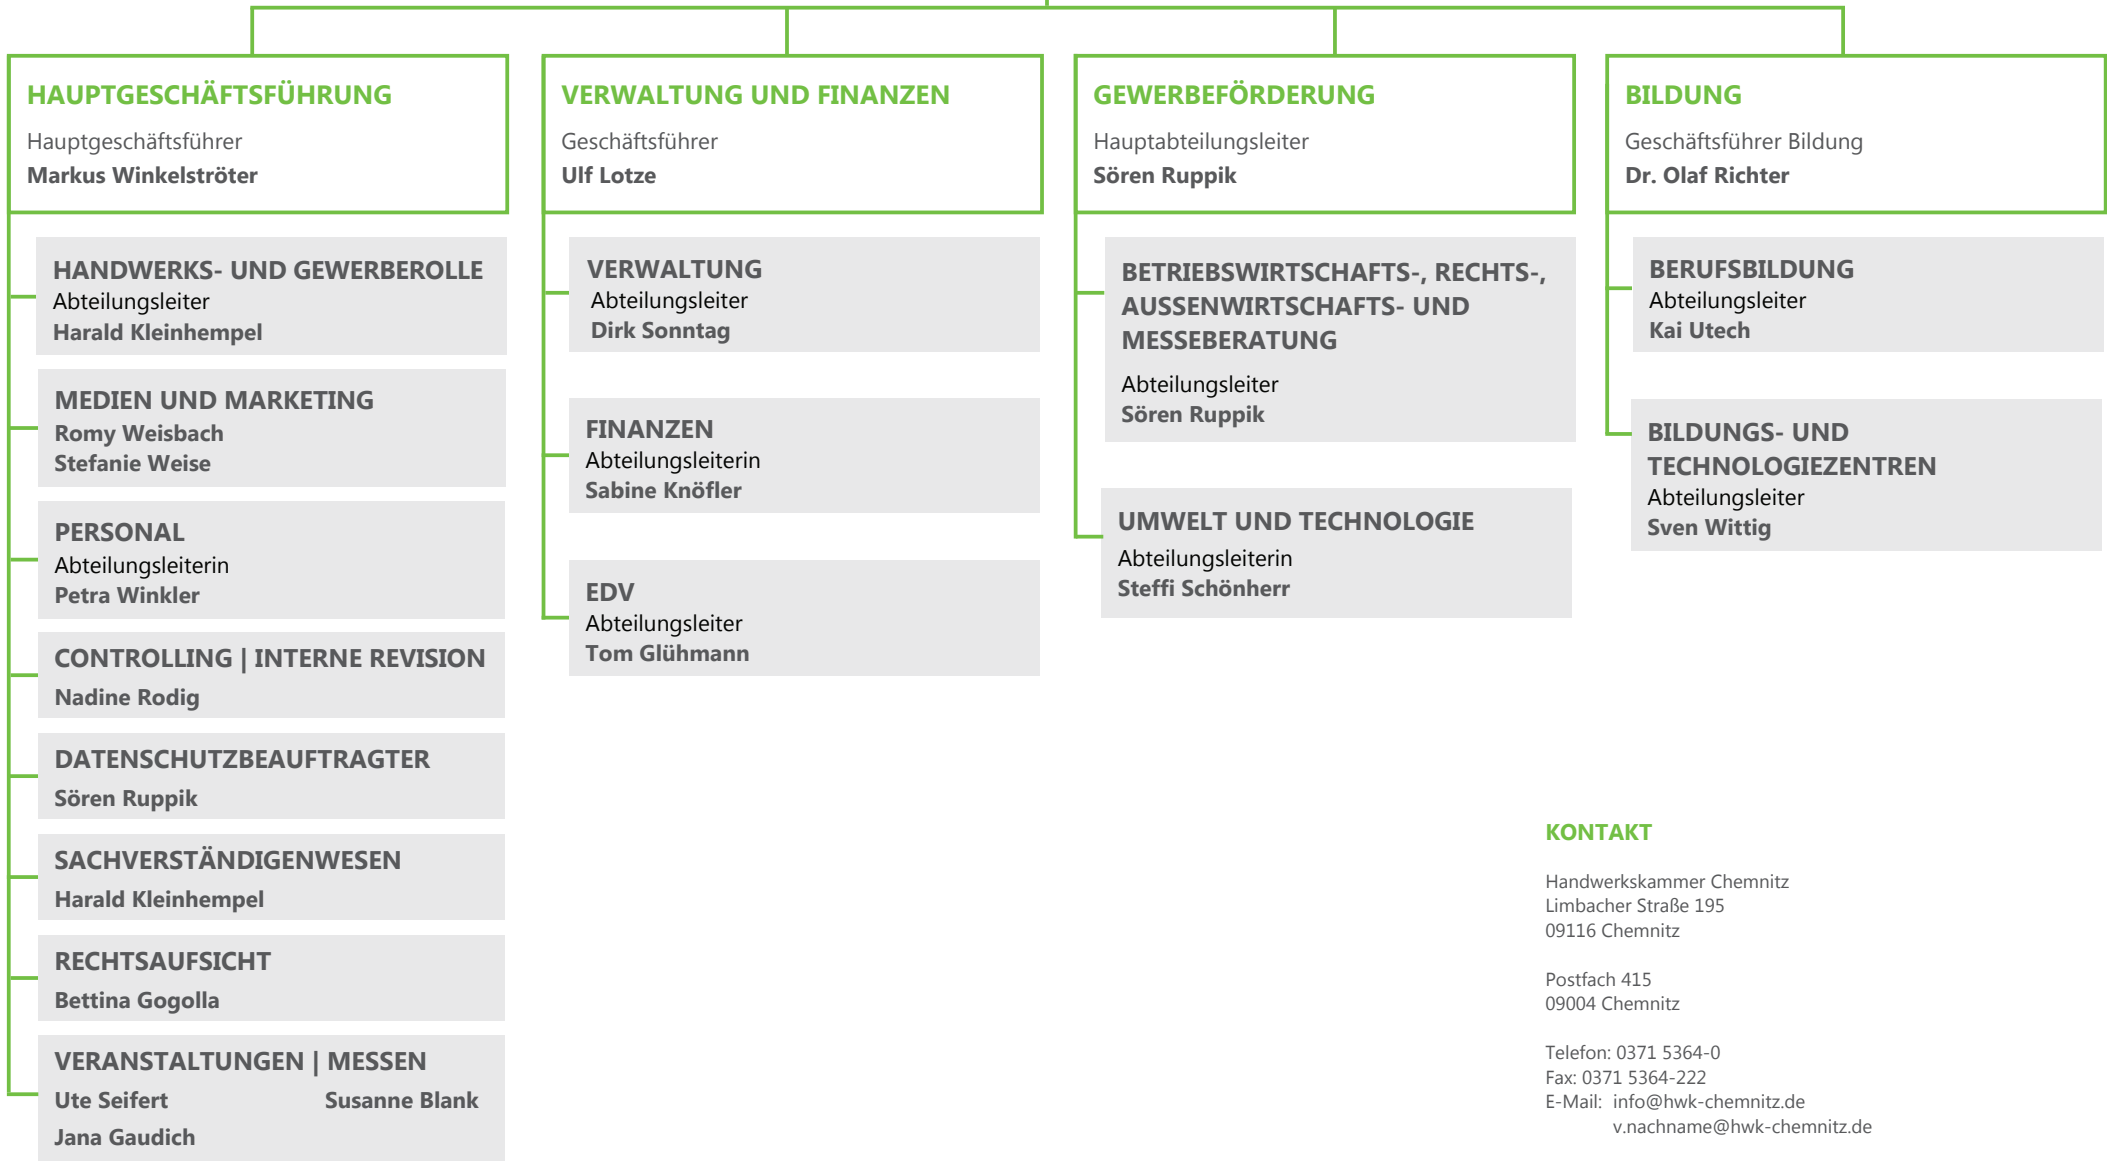 HAUPTGESCHÄFTSFÜHRUNG
Hauptgeschäftsführer
Markus Winkelströter
HANDWERKS- UND GEWERBEROLLE
Abteilungsleiter
Harald Kleinhempel
MEDIEN UND MARKETING
Romy Weisbach
Stefanie Weise
PERSONAL
Abteilungsleiterin
Petra Winkler
CONTROLLING | INTERNE REVISION
Nadine Rodig
DATENSCHUTZBEAUFTRAGTER
Sören Ruppik
SACHVERSTÄNDIGENWESEN
Harald Kleinhempel
RECHTSAUFSICHT
Bettina Gogolla
VERANSTALTUNGEN | MESSEN
Ute Seifert Susanne Blank
Jana Gaudich
VERWALTUNG UND FINANZEN
Geschäftsführer
Ulf Lotze
VERWALTUNG
Abteilungsleiter
Dirk Sonntag
FINANZEN
Abteilungsleiterin
Sabine Knöfler
EDV
Abteilungsleiter
Tom Glühmann
GEWERBEFÖRDERUNG
Hauptabteilungsleiter
Sören Ruppik
BETRIEBSWIRTSCHAFTS-, RECHTS-,
AUSSENWIRTSCHAFTS- UND
MESSEBERATUNG
Abteilungsleiter
Sören Ruppik
UMWELT UND TECHNOLOGIE
Abteilungsleiterin
Steffi Schönherr
BILDUNG
Geschäftsführer Bildung
Dr. Olaf Richter
BERUFSBILDUNG
Abteilungsleiter
Kai Utech
BILDUNGS- UND
TECHNOLOGIEZENTREN
Abteilungsleiter
Sven Wittig
KONTAKT
Handwerkskammer Chemnitz
Limbacher Straße 195
09116 Chemnitz
Postfach 415
09004 Chemnitz
Telefon: 0371 5364-0
Fax: 0371 5364-222
E-Mail: info@hwk-chemnitz.de
v.nachname@hwk-chemnitz.de